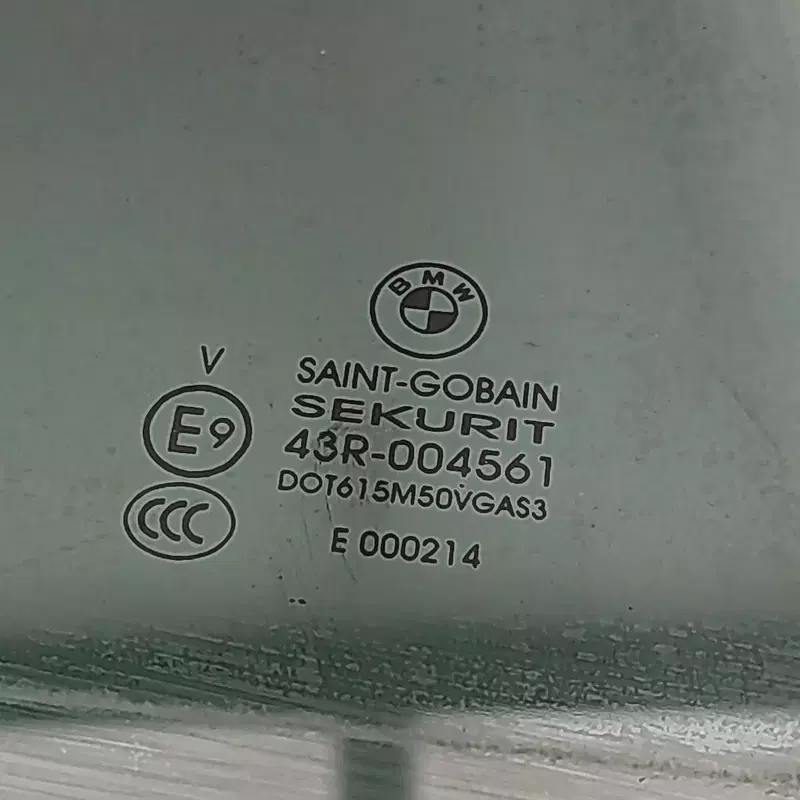 BMW
V
SAINT-GOBAIN
SEKURIT
E9
43R-004561
DOT615M50VGAS3
CCC
E 000214
..